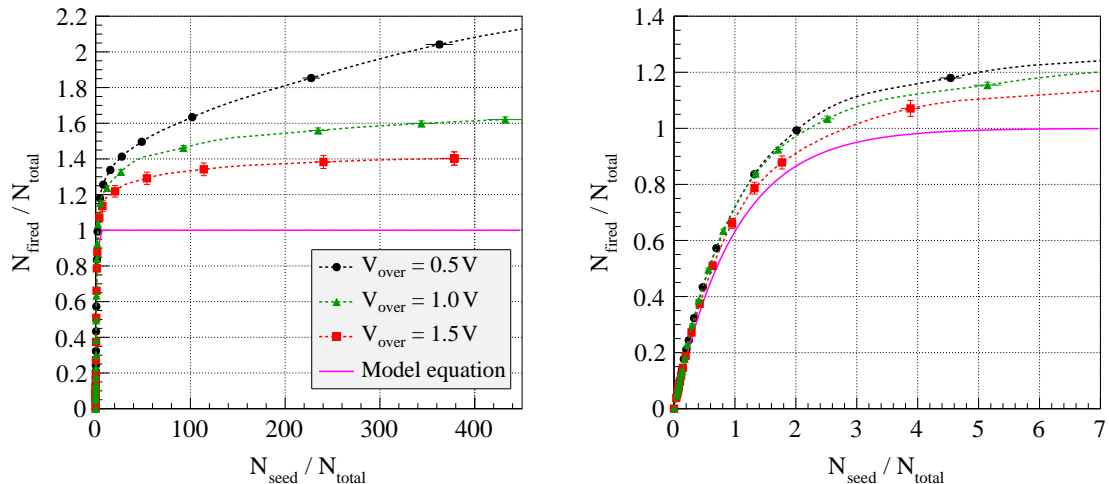 N_fired / N_total
2.2
2
1.8
1.6
1.4
1.2
1
0.8
0.6
0.4
0.2
0
0 100 200 300 400
N_seed / N_total
V_over = 0.5 V
V_over = 1.0 V
V_over = 1.5 V
Model equation
N_fired / N_total
1.4
1.2
1
0.8
0.6
0.4
0.2
0
0 1 2 3 4 5 6 7
N_seed / N_total